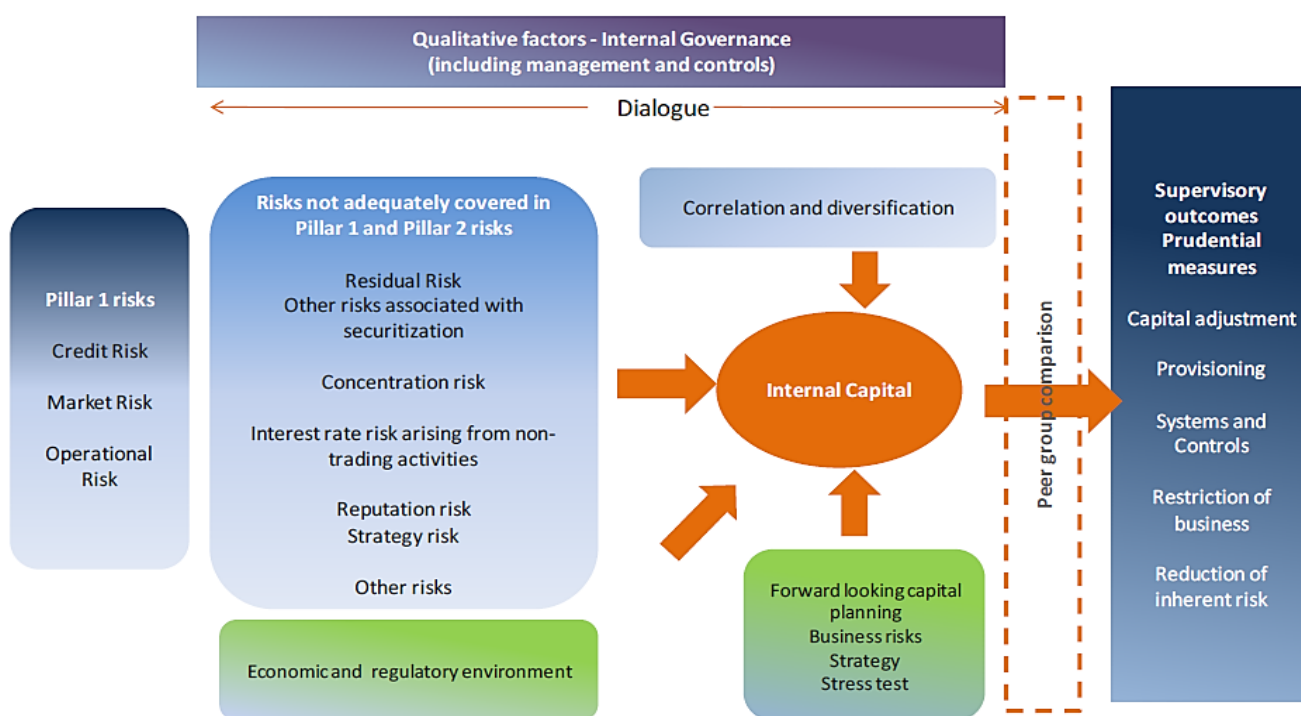 Qualitative factors - Internal Governance
(including management and controls)
Dialogue
Pillar 1 risks
Credit Risk
Market Risk
Operational
Risk
Risks not adequately covered in
Pillar 1 and Pillar 2 risks
Residual Risk
Other risks associated with
securitization
Concentration risk
Interest rate risk arising from non-
trading activities
Reputation risk
Strategy risk
Other risks
Economic and regulatory environment
Correlation and diversification
Internal Capital
Forward looking capital
planning
Business risks
Strategy
Stress test
Peer group comparison
Supervisory
outcomes
Prudential
measures
Capital adjustment
Provisioning
Systems and
Controls
Restriction of
business
Reduction of
inherent risk